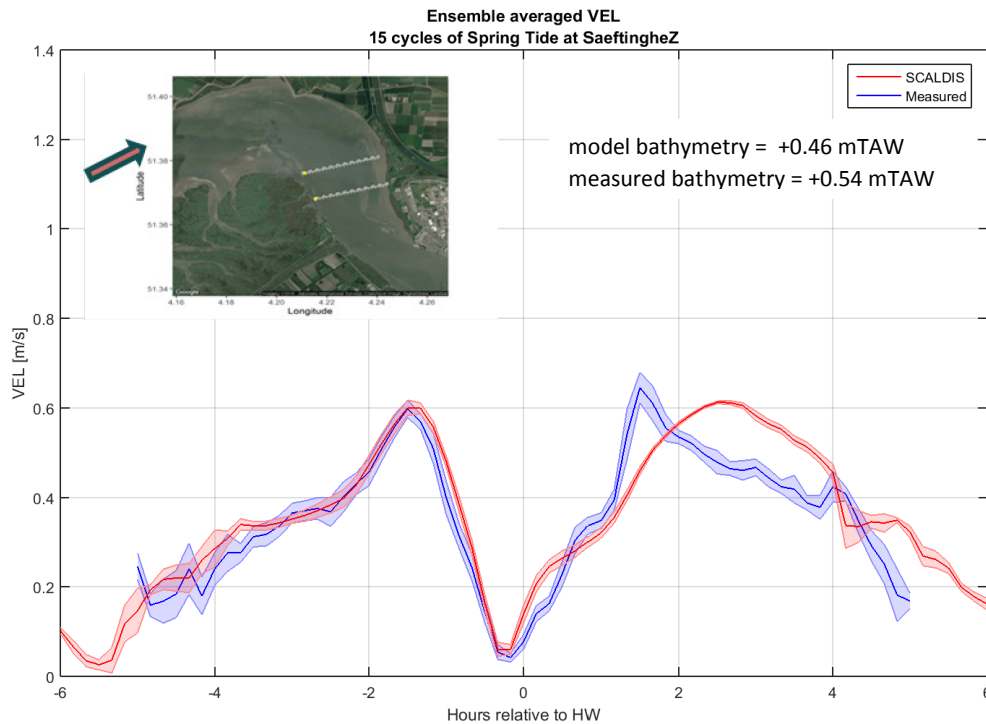 Ensemble averaged VEL
15 cycles of Spring Tide at SaeftingheZ
VEL [m/s]
1.4
1.2
1
0.8
0.6
0.4
0.2
0
-6
-4
-2
0
2
4
6
Hours relative to HW
SCALDIS
Measured
model bathymetry = +0.46 mTAW
measured bathymetry = +0.54 mTAW
Latitude
51.40
51.38
51.36
51.34
4.16
4.18
4.20
4.22
4.24
4.26
Longitude
Google